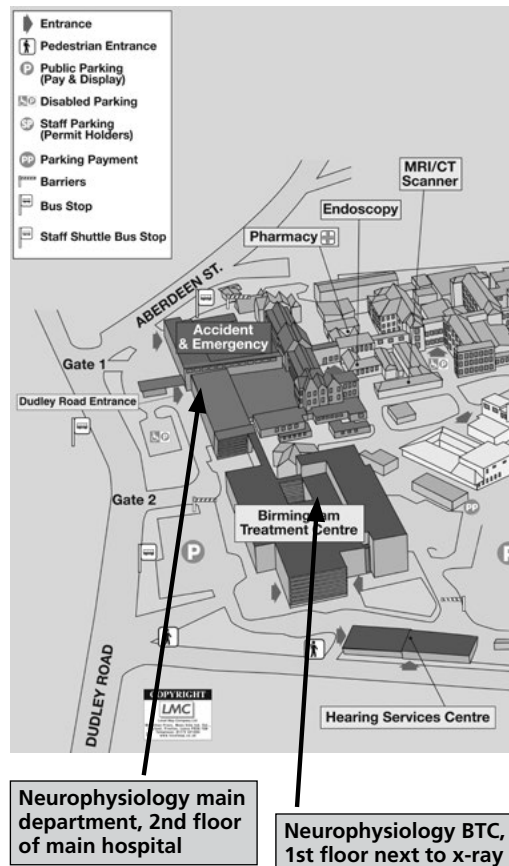 Entrance
Pedestrian Entrance
P
Public Parking
(Pay & Display)
P
Disabled Parking
SP
Staff Parking
(Permit Holders)
PP
Parking Payment
Barriers
Bus Stop
Staff Shuttle Bus Stop
MRI/CT
Scanner
Endoscopy
Pharmacy
ABERDEEN ST.
Accident
& Emergency
Gate 1
Dudley Road Entrance
P
P
Gate 2
Birmingham
Treatment Centre
PP
P
P
DUDLEY ROAD
COPYRIGHT
LMC
Hearing Services Centre
Neurophysiology main
department, 2nd floor
of main hospital
Neurophysiology BTC,
1st floor next to x-ray